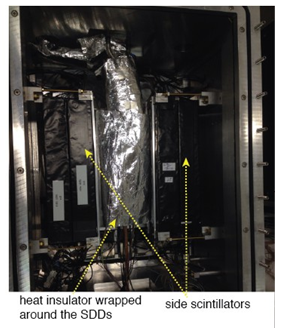 heat insulator wrapped
around the SDDs
side scintillators